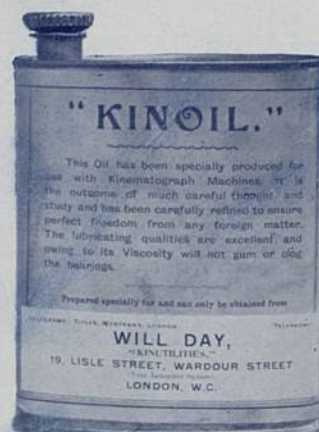 "KINOIL."
This Oil has been specially produced for
use with Kinematograph Machines, it is
the outcome of much careful thought and
study and has been carefully refined to ensure
perfect freedom from any foreign matter.
The lubricating qualities are excellent and
owing to its Viscosity will not gum or clog
the bearings.
Prepared specially for and can only be obtained from
WILL DAY,
"KINUTILITIES,"
19, LISLE STREET, WARDOUR STREET
LONDON, W.C.